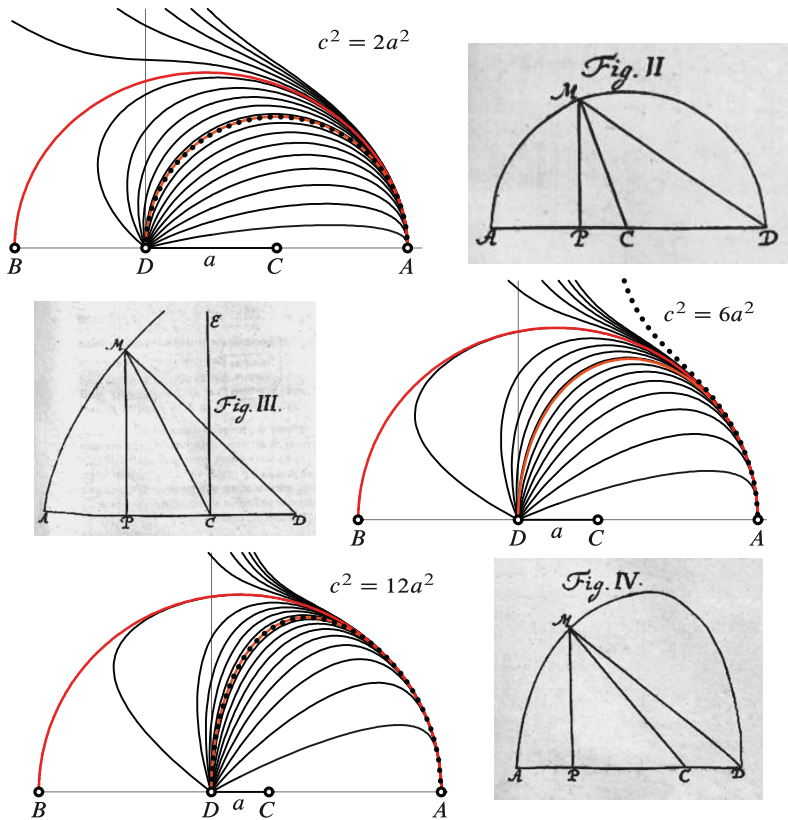 c² = 2a²
B D a C A
Fig. II
M
A P C D
M E
Fig. III.
A P C D
c² = 6a²
B D a C A
c² = 12a²
B D a C A
Fig. IV.
M
A P C D